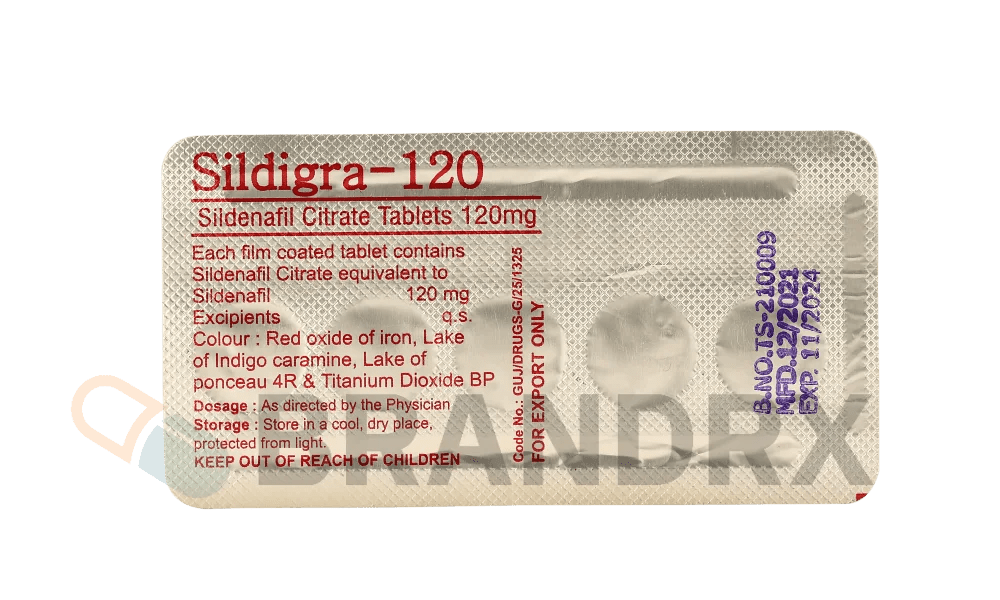 Sildigra-120
Sildenafil Citrate Tablets 120mg
Each film coated tablet contains
Sildenafil Citrate equivalent to
Sildenafil 120 mg
Excipients q.s.
Colour : Red oxide of iron, Lake
of Indigo caramine, Lake of
ponceau 4R & Titanium Dioxide BP
Dosage : As directed by the Physician
Storage : Store in a cool, dry place,
protected from light.
KEEP OUT OF REACH OF CHILDREN
Code No.: GUJ/DRUGS-G/25/1325
FOR EXPORT ONLY
B.NO.TS-210009
MFD.12/2021
EXP. 11/2024
BRANDRX